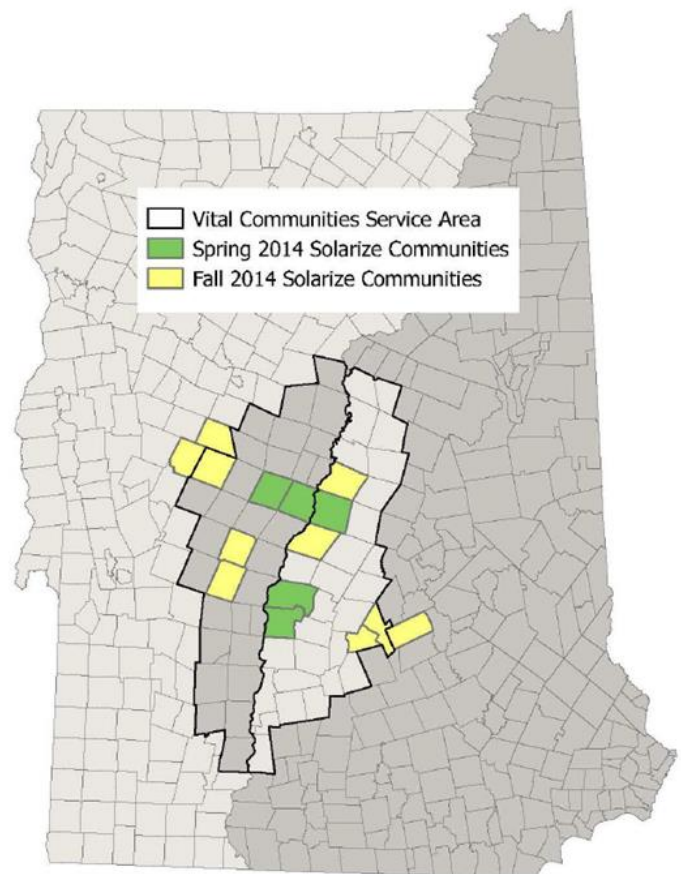 Vital Communities Service Area
Spring 2014 Solarize Communities
Fall 2014 Solarize Communities